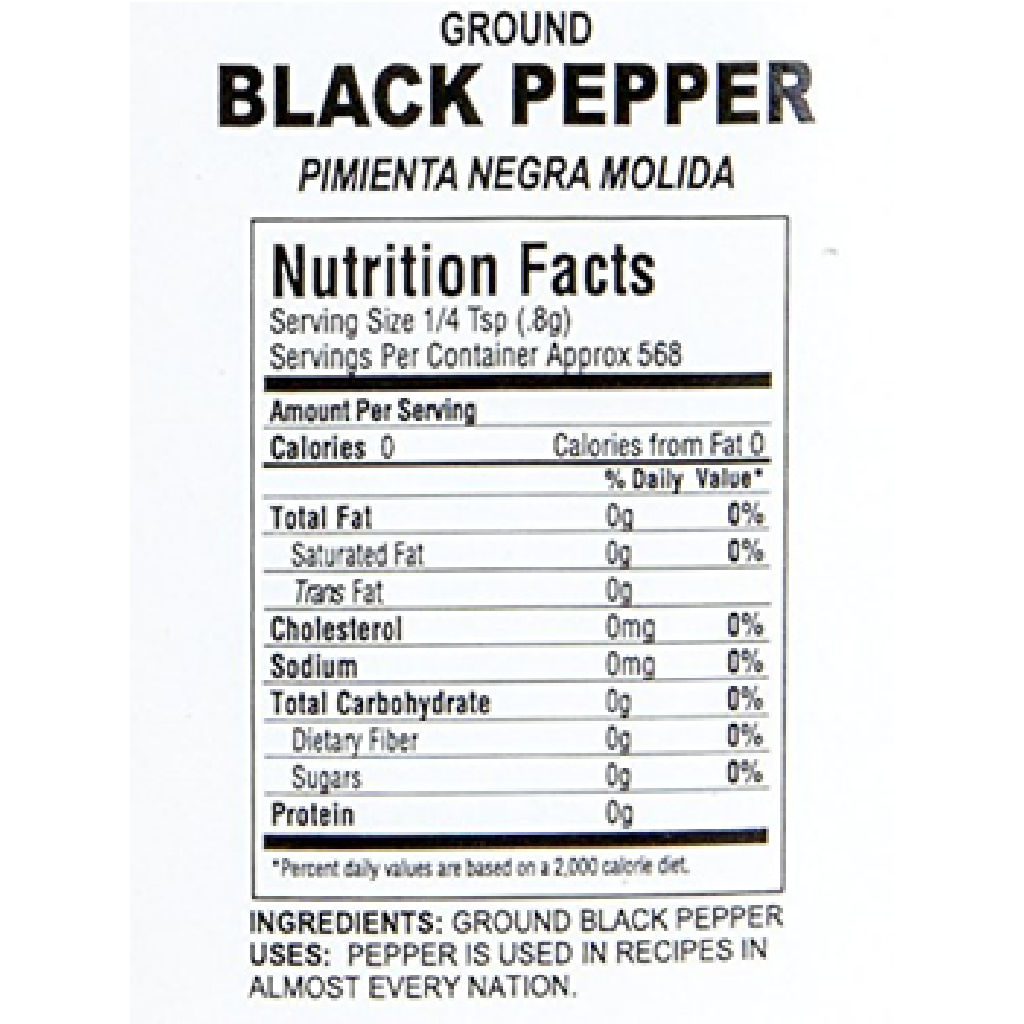 GROUND
BLACK PEPPER
PIMIENTA NEGRA MOLIDA
Nutrition Facts
Serving Size 1/4 Tsp (.8g)
Servings Per Container Approx 568
Amount Per Serving
Calories 0 Calories from Fat 0
% Daily Value*
Total Fat 0g 0%
Saturated Fat 0g 0%
Trans Fat 0g
Cholesterol 0mg 0%
Sodium 0mg 0%
Total Carbohydrate 0g 0%
Dietary Fiber 0g 0%
Sugars 0g 0%
Protein 0g
*Percent daily values are based on a 2,000 calorie diet.
INGREDIENTS: GROUND BLACK PEPPER
USES: PEPPER IS USED IN RECIPES IN
ALMOST EVERY NATION.